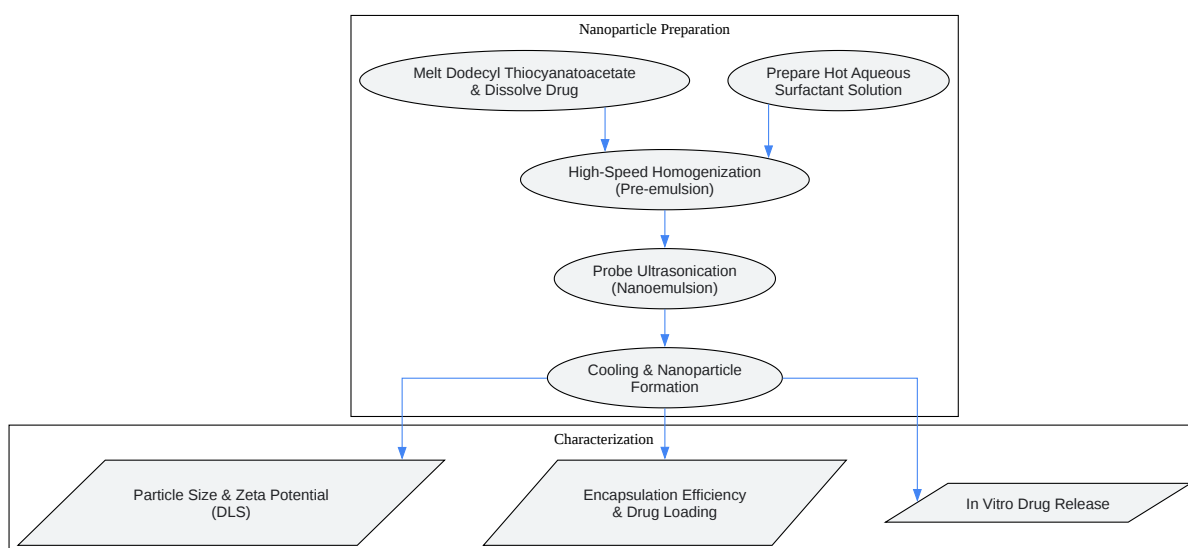 Nanoparticle Preparation
Melt Dodecyl Thiocyanatoacetate
& Dissolve Drug
Prepare Hot Aqueous
Surfactant Solution
High-Speed Homogenization
(Pre-emulsion)
Probe Ultrasonication
(Nanoemulsion)
Cooling & Nanoparticle
Formation
Characterization
Particle Size & Zeta Potential
(DLS)
Encapsulation Efficiency
& Drug Loading
In Vitro Drug Release